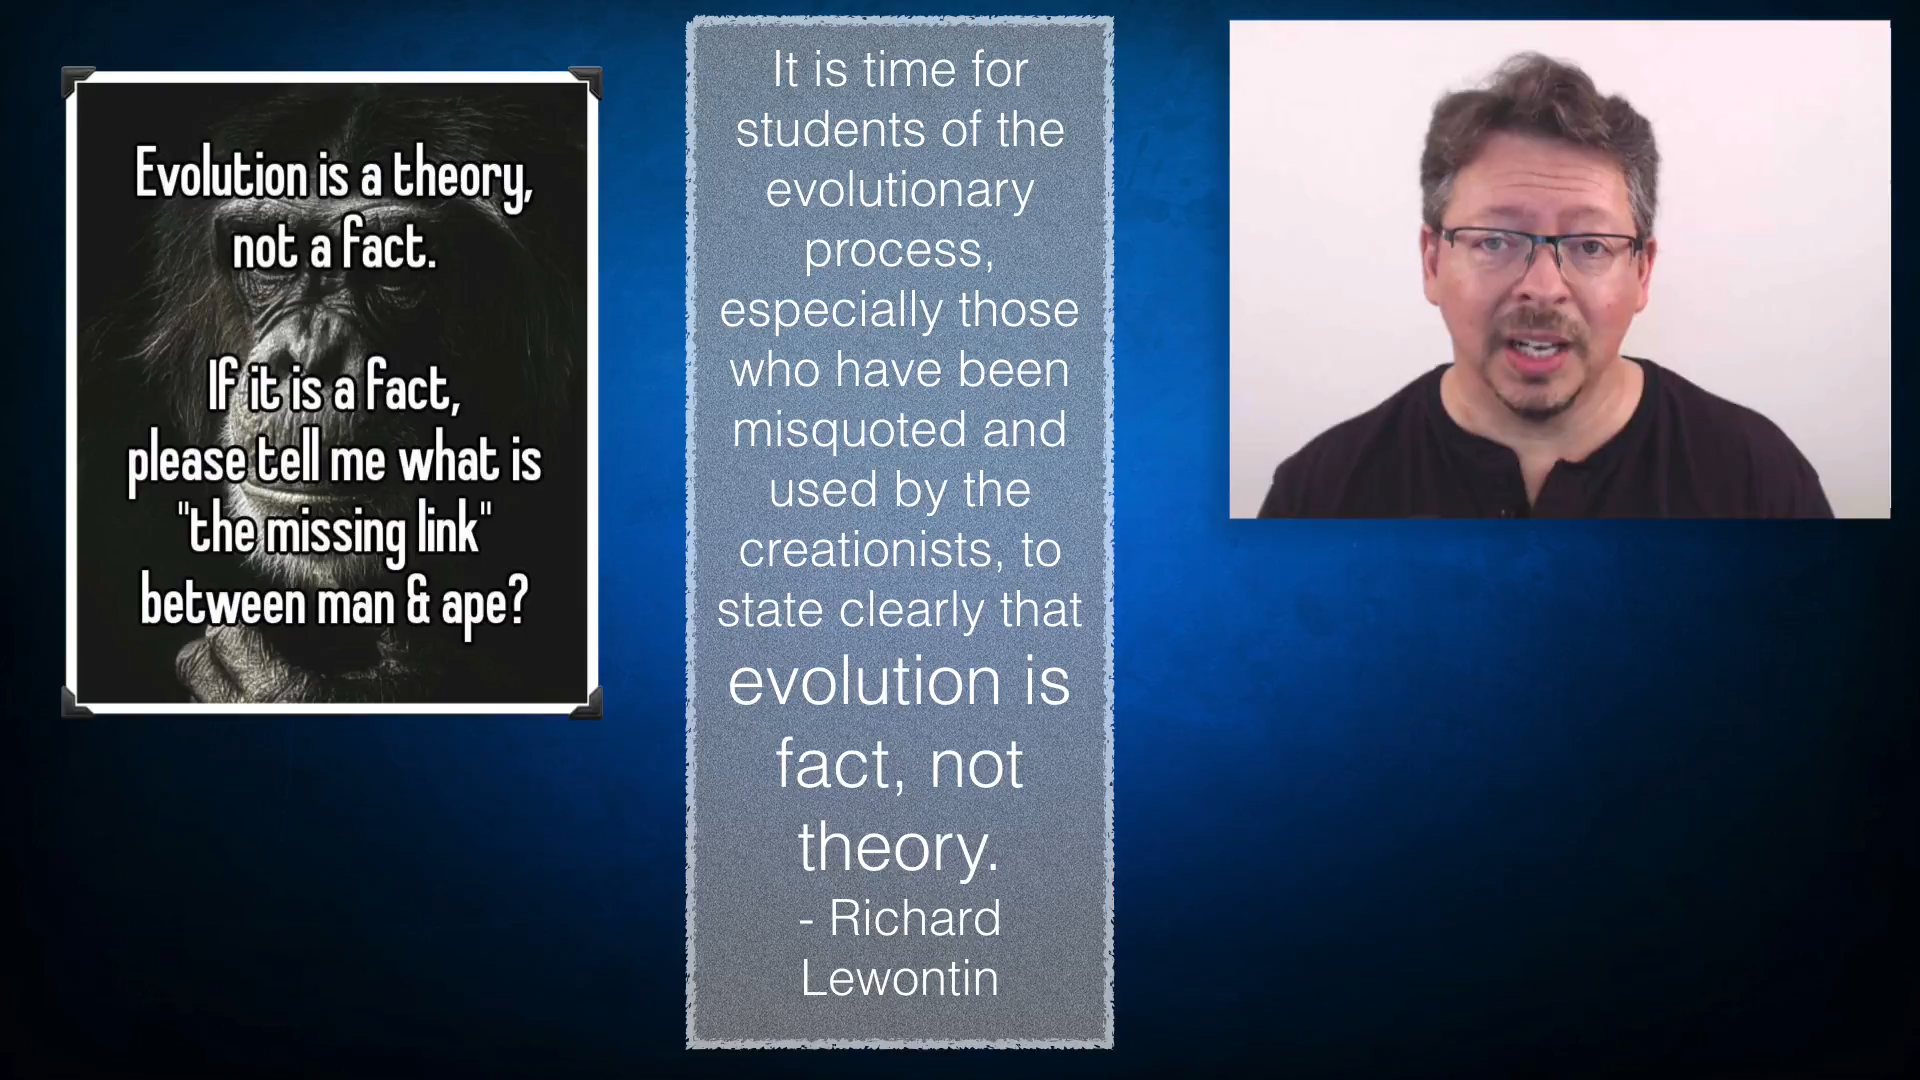 Evolution is a theory,
not a fact.
If it is a fact,
please tell me what is
"the missing link"
between man & ape?
It is time for
students of the
evolutionary
process,
especially those
who have been
misquoted and
used by the
creationists, to
state clearly that
evolution is
fact, not
theory.
- Richard
Lewontin